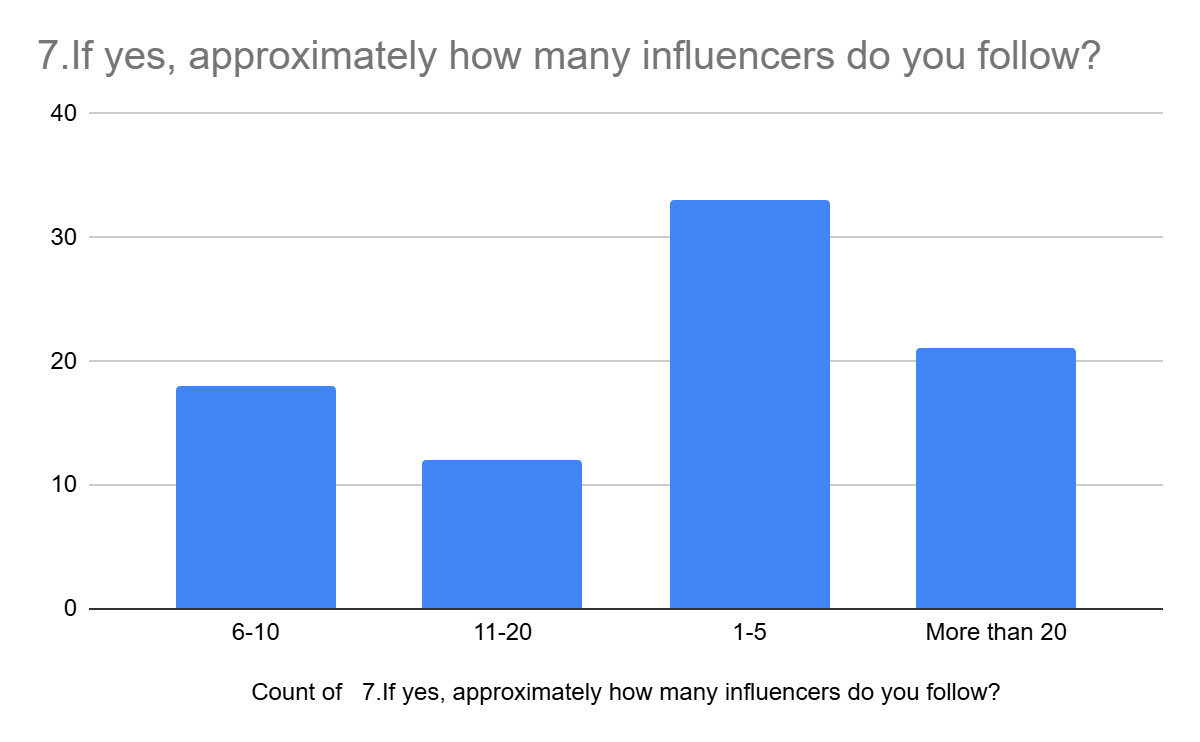 7.If yes, approximately how many influencers do you follow?
40
30
20
10
0
6-10 11-20 1-5 More than 20
Count of 7.If yes, approximately how many influencers do you follow?